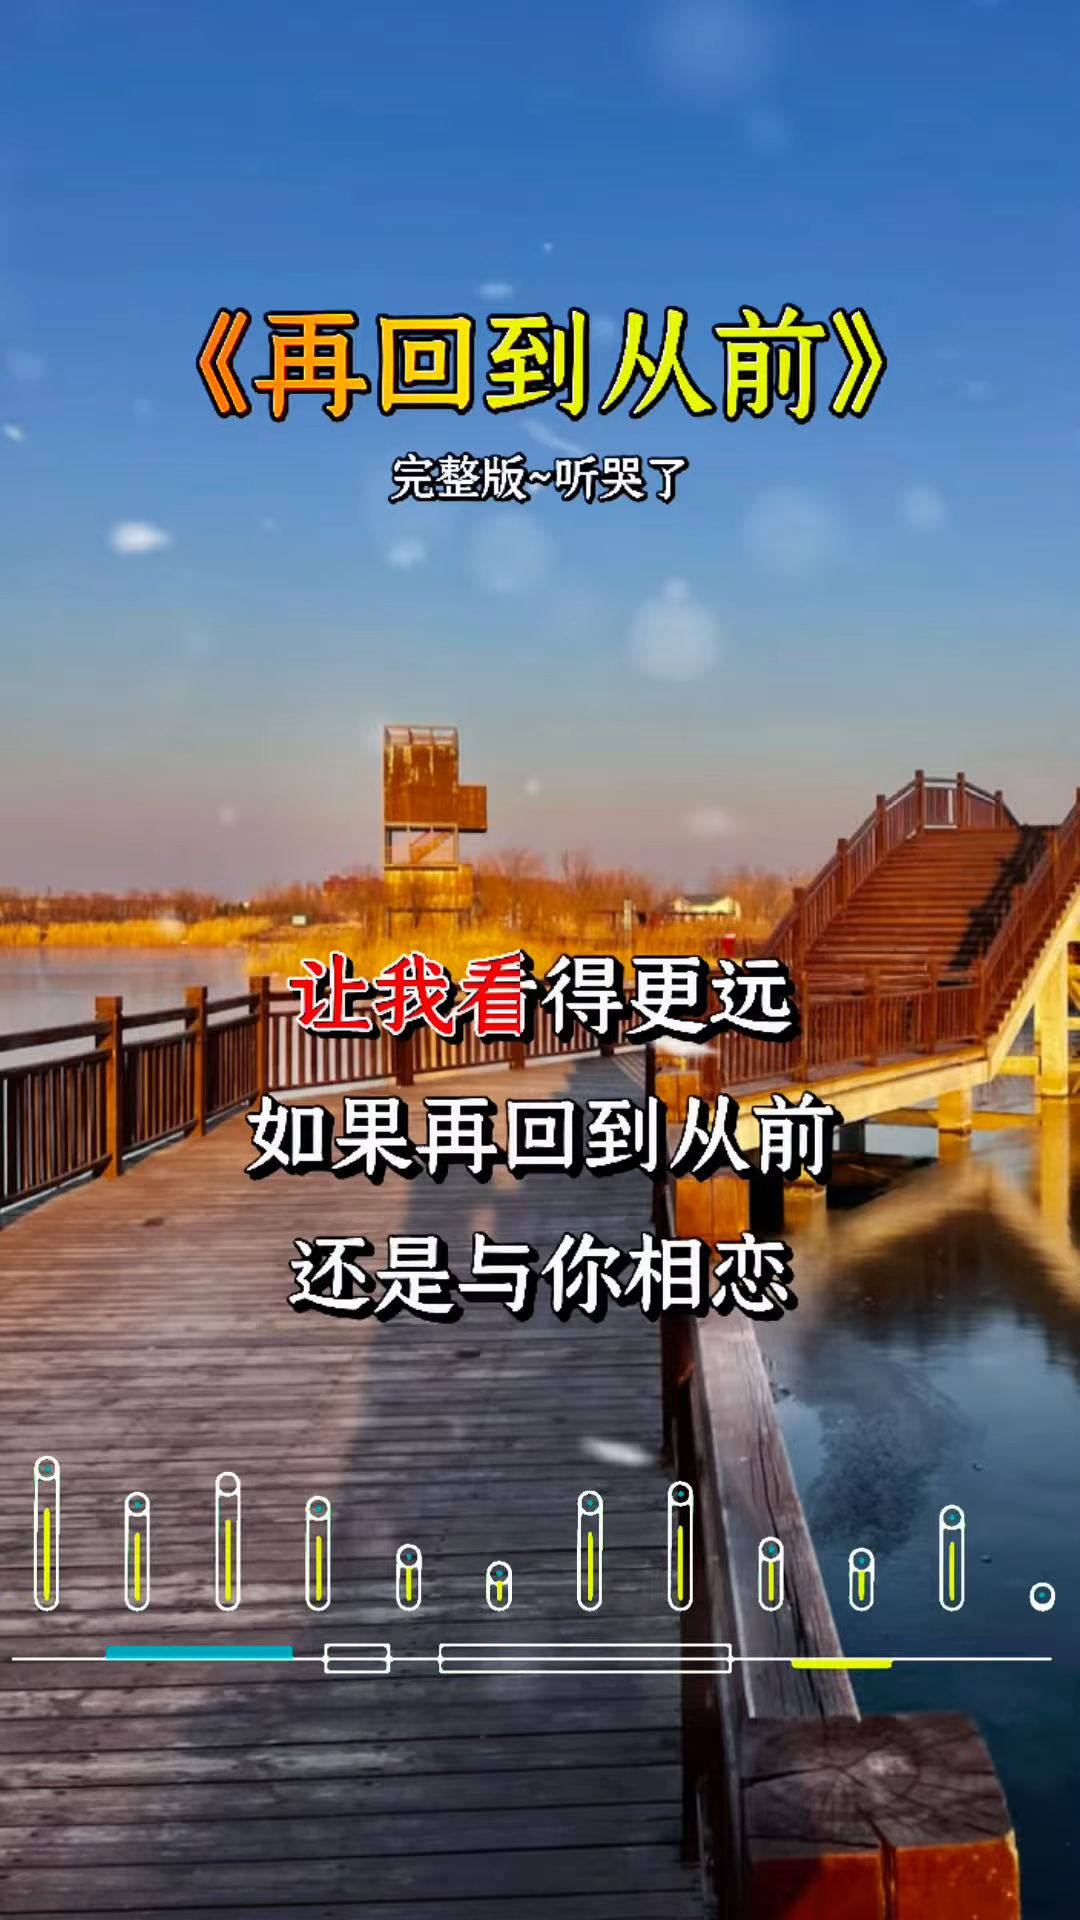 《再回到从前》
完整版~听哭了
让我看得更远
如果再回到从前
还是与你相恋